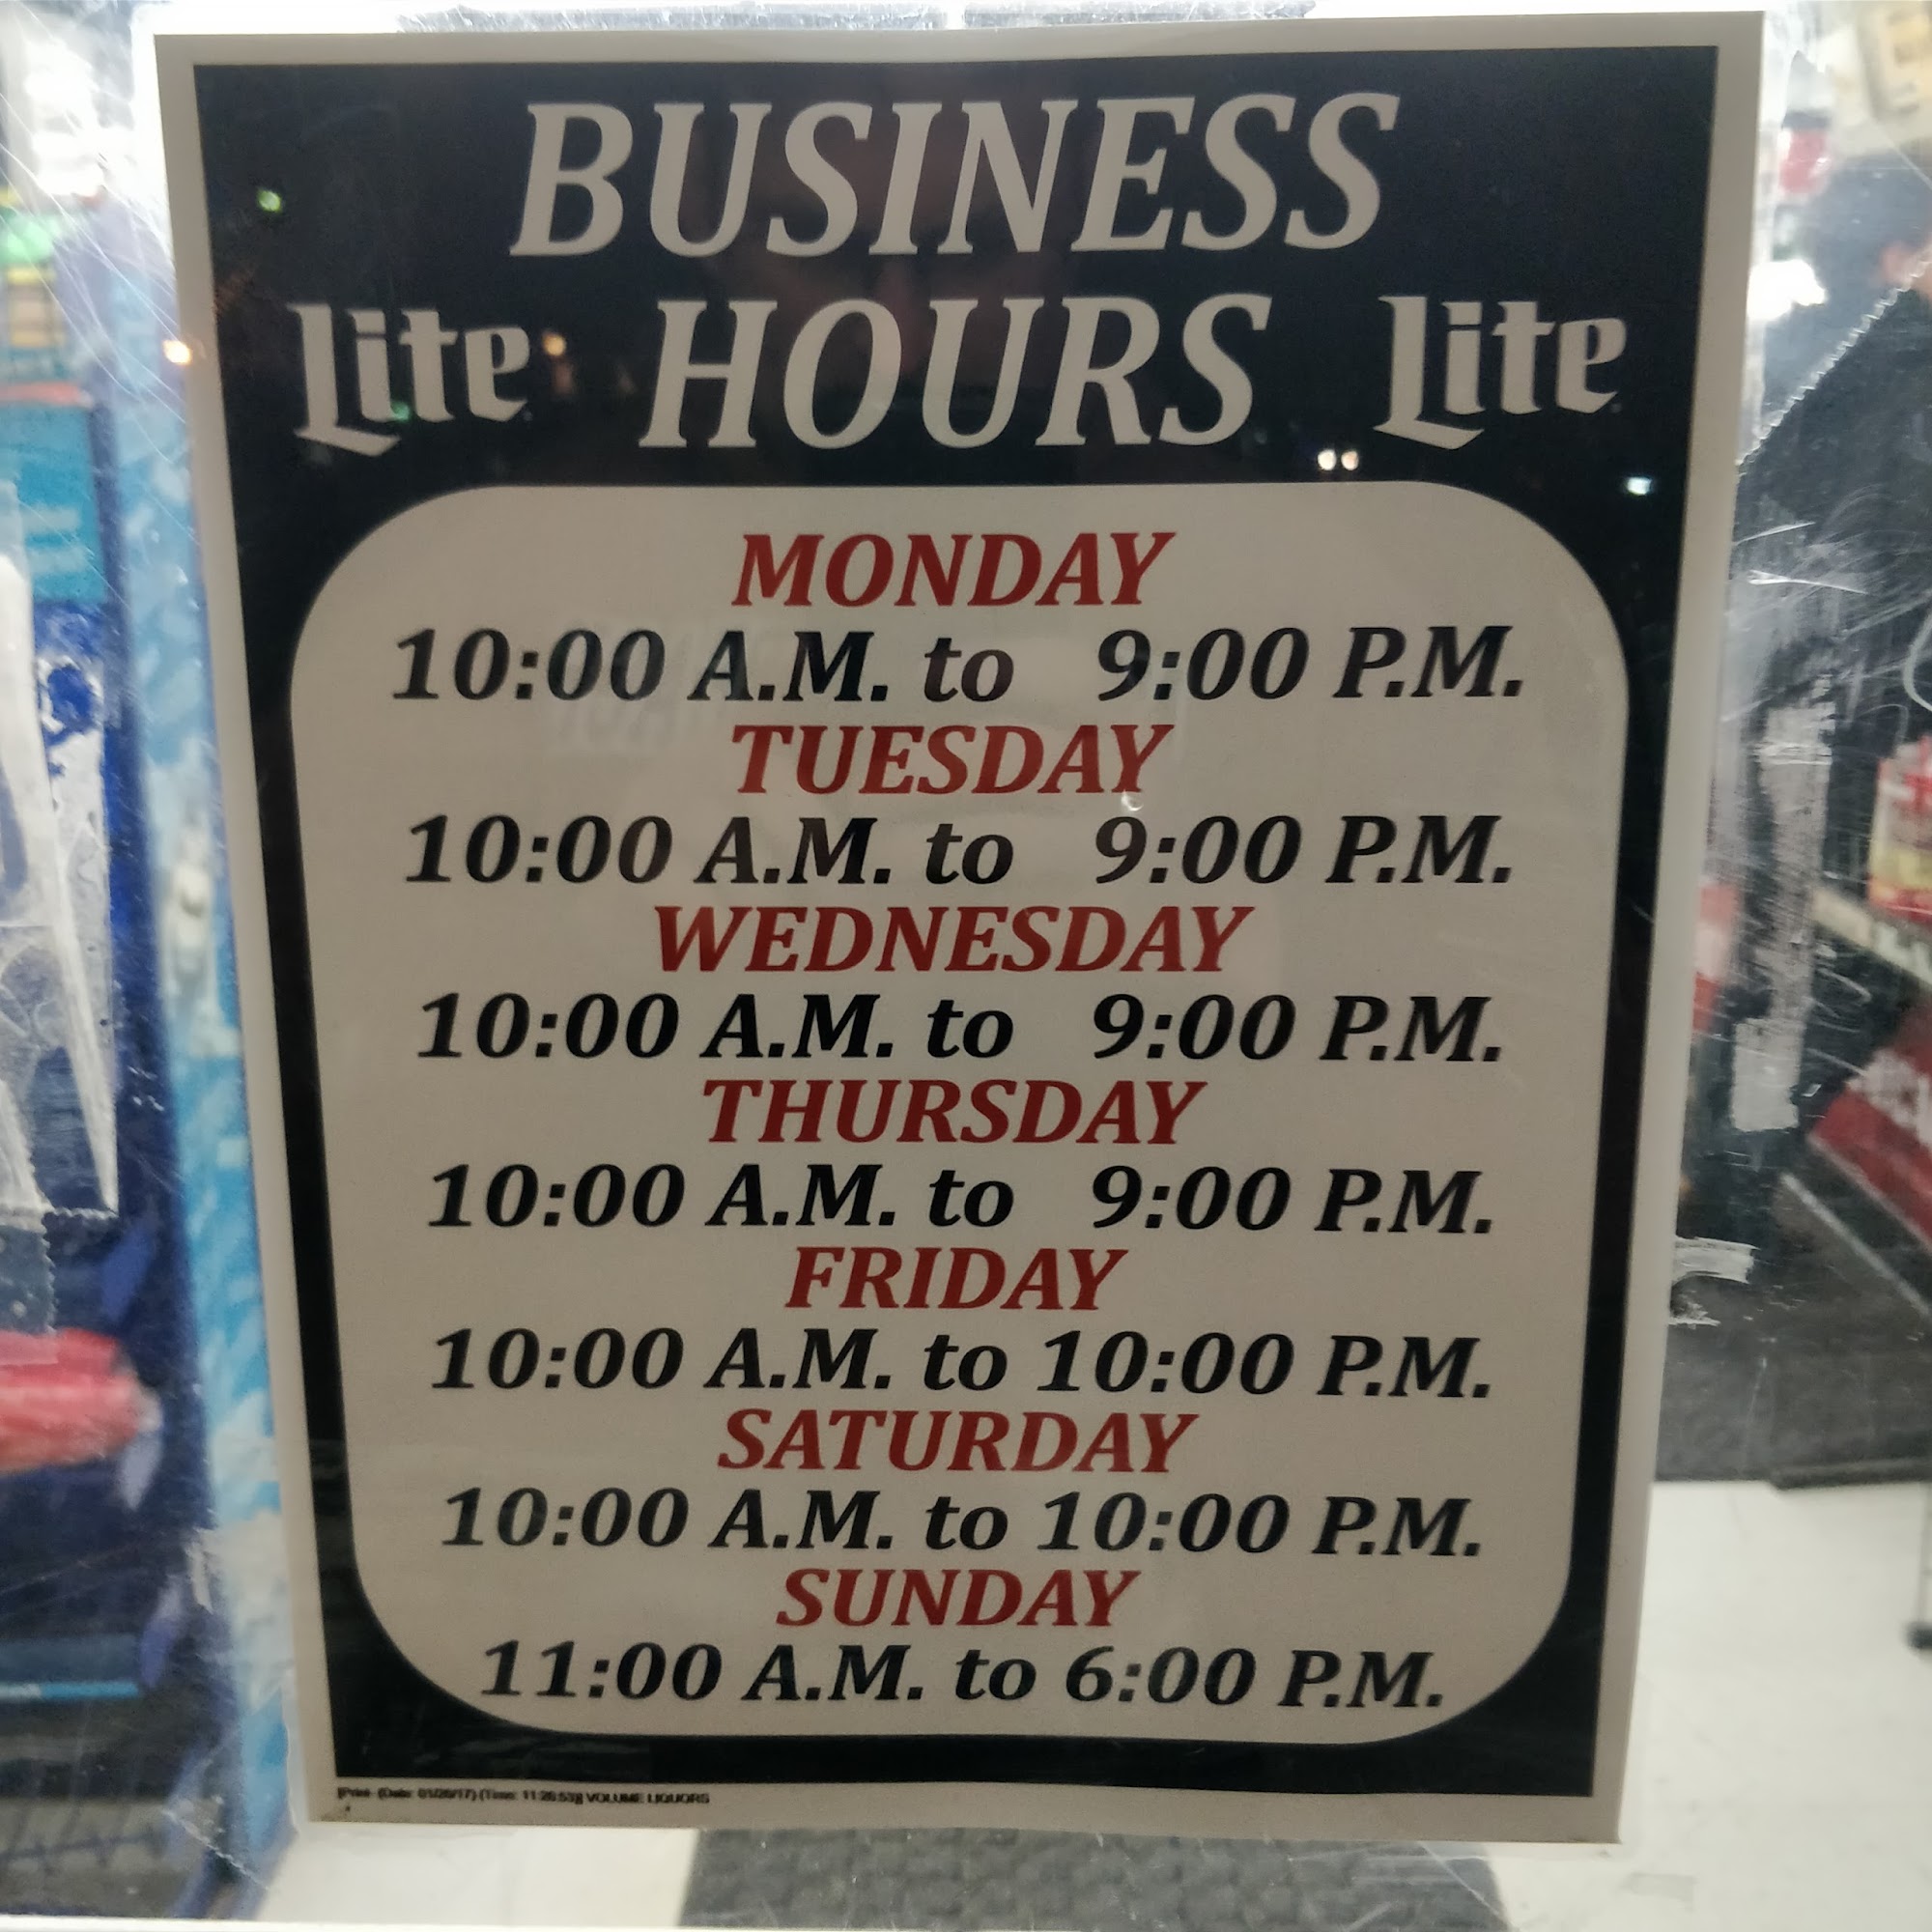 BUSINESS
Lite HOURS Lite
MONDAY
10:00 A.M. to 9:00 P.M.
TUESDAY
10:00 A.M. to 9:00 P.M.
WEDNESDAY
10:00 A.M. to 9:00 P.M.
THURSDAY
10:00 A.M. to 9:00 P.M.
FRIDAY
10:00 A.M. to 10:00 P.M.
SATURDAY
10:00 A.M. to 10:00 P.M.
SUNDAY
11:00 A.M. to 6:00 P.M.
(Date: (Time: VOLUME LIQUORS